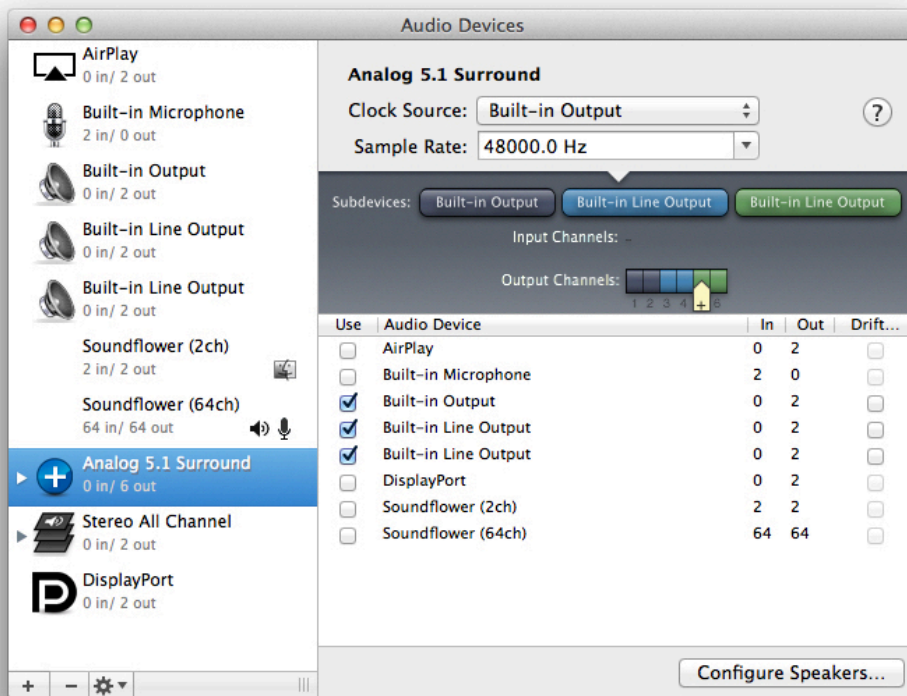 Audio Devices
AirPlay
0 in/ 2 out
Built-in Microphone
2 in/ 0 out
Built-in Output
0 in/ 2 out
Built-in Line Output
0 in/ 2 out
Built-in Line Output
0 in/ 2 out
Soundflower (2ch)
2 in/ 2 out
Soundflower (64ch)
64 in/ 64 out
Analog 5.1 Surround
0 in/ 6 out
Stereo All Channel
0 in/ 2 out
DisplayPort
0 in/ 2 out
Analog 5.1 Surround
Clock Source: Built-in Output
?
Sample Rate: 48000.0 Hz
Subdevices: Built-in Output Built-in Line Output Built-in Line Output
Input Channels: -
Output Channels:
1 2 3 4 + 6
Use Audio Device In Out Drift...
AirPlay 0 2
Built-in Microphone 2 0
Built-in Output 0 2
Built-in Line Output 0 2
Built-in Line Output 0 2
DisplayPort 0 2
Soundflower (2ch) 2 2
Soundflower (64ch) 64 64
Configure Speakers...